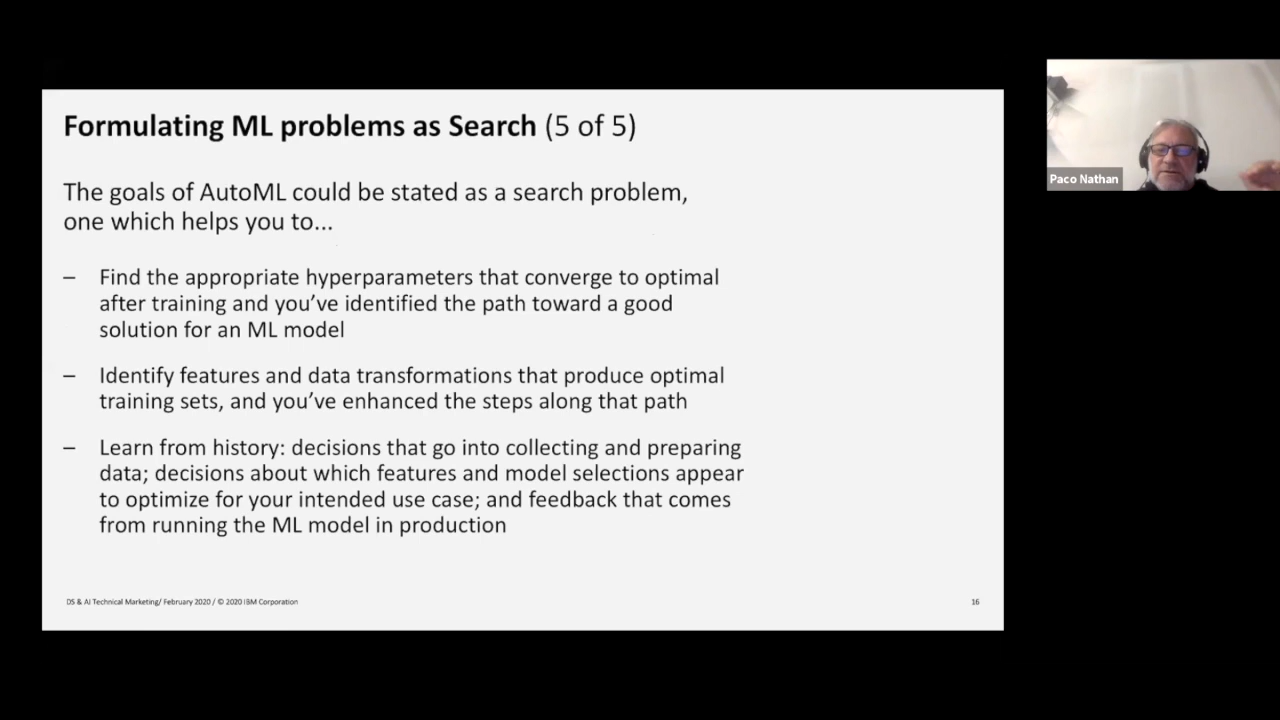 Formulating ML problems as Search (5 of 5)
The goals of AutoML could be stated as a search problem,
one which helps you to...
– Find the appropriate hyperparameters that converge to optimal
after training and you’ve identified the path toward a good
solution for an ML model
– Identify features and data transformations that produce optimal
training sets, and you’ve enhanced the steps along that path
– Learn from history: decisions that go into collecting and preparing
data; decisions about which features and model selections appear
to optimize for your intended use case; and feedback that comes
from running the ML model in production
DS & AI Technical Marketing/ February 2020 / © 2020 IBM Corporation
16
Paco Nathan